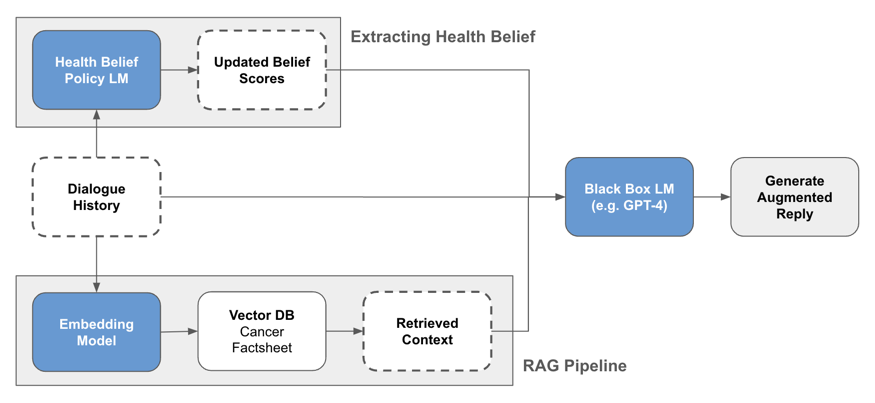 Extracting Health Belief
Health Belief
Policy LM
Updated Belief
Scores
Dialogue
History
Black Box LM
(e.g. GPT-4)
Generate
Augmented
Reply
Embedding
Model
Vector DB
Cancer
Factsheet
Retrieved
Context
RAG Pipeline